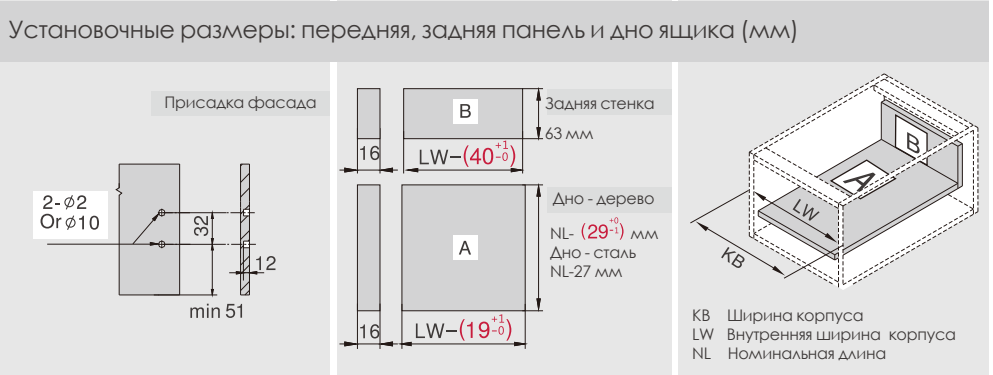 Установочные размеры: передняя, задняя панель и дно ящика (мм)
Присадка фасада
2-⌀2
Or⌀10
32
12
min 51
B
Задняя стенка
63 мм
16
LW-(40+1-0)
Дно - дерево
NL- (29+0-1) мм
Дно - сталь
NL-27 мм
A
16
LW-(19+1-0)
B
A
LW
KB
KB Ширина корпуса
LW Внутренняя ширина корпуса
NL Номинальная длина